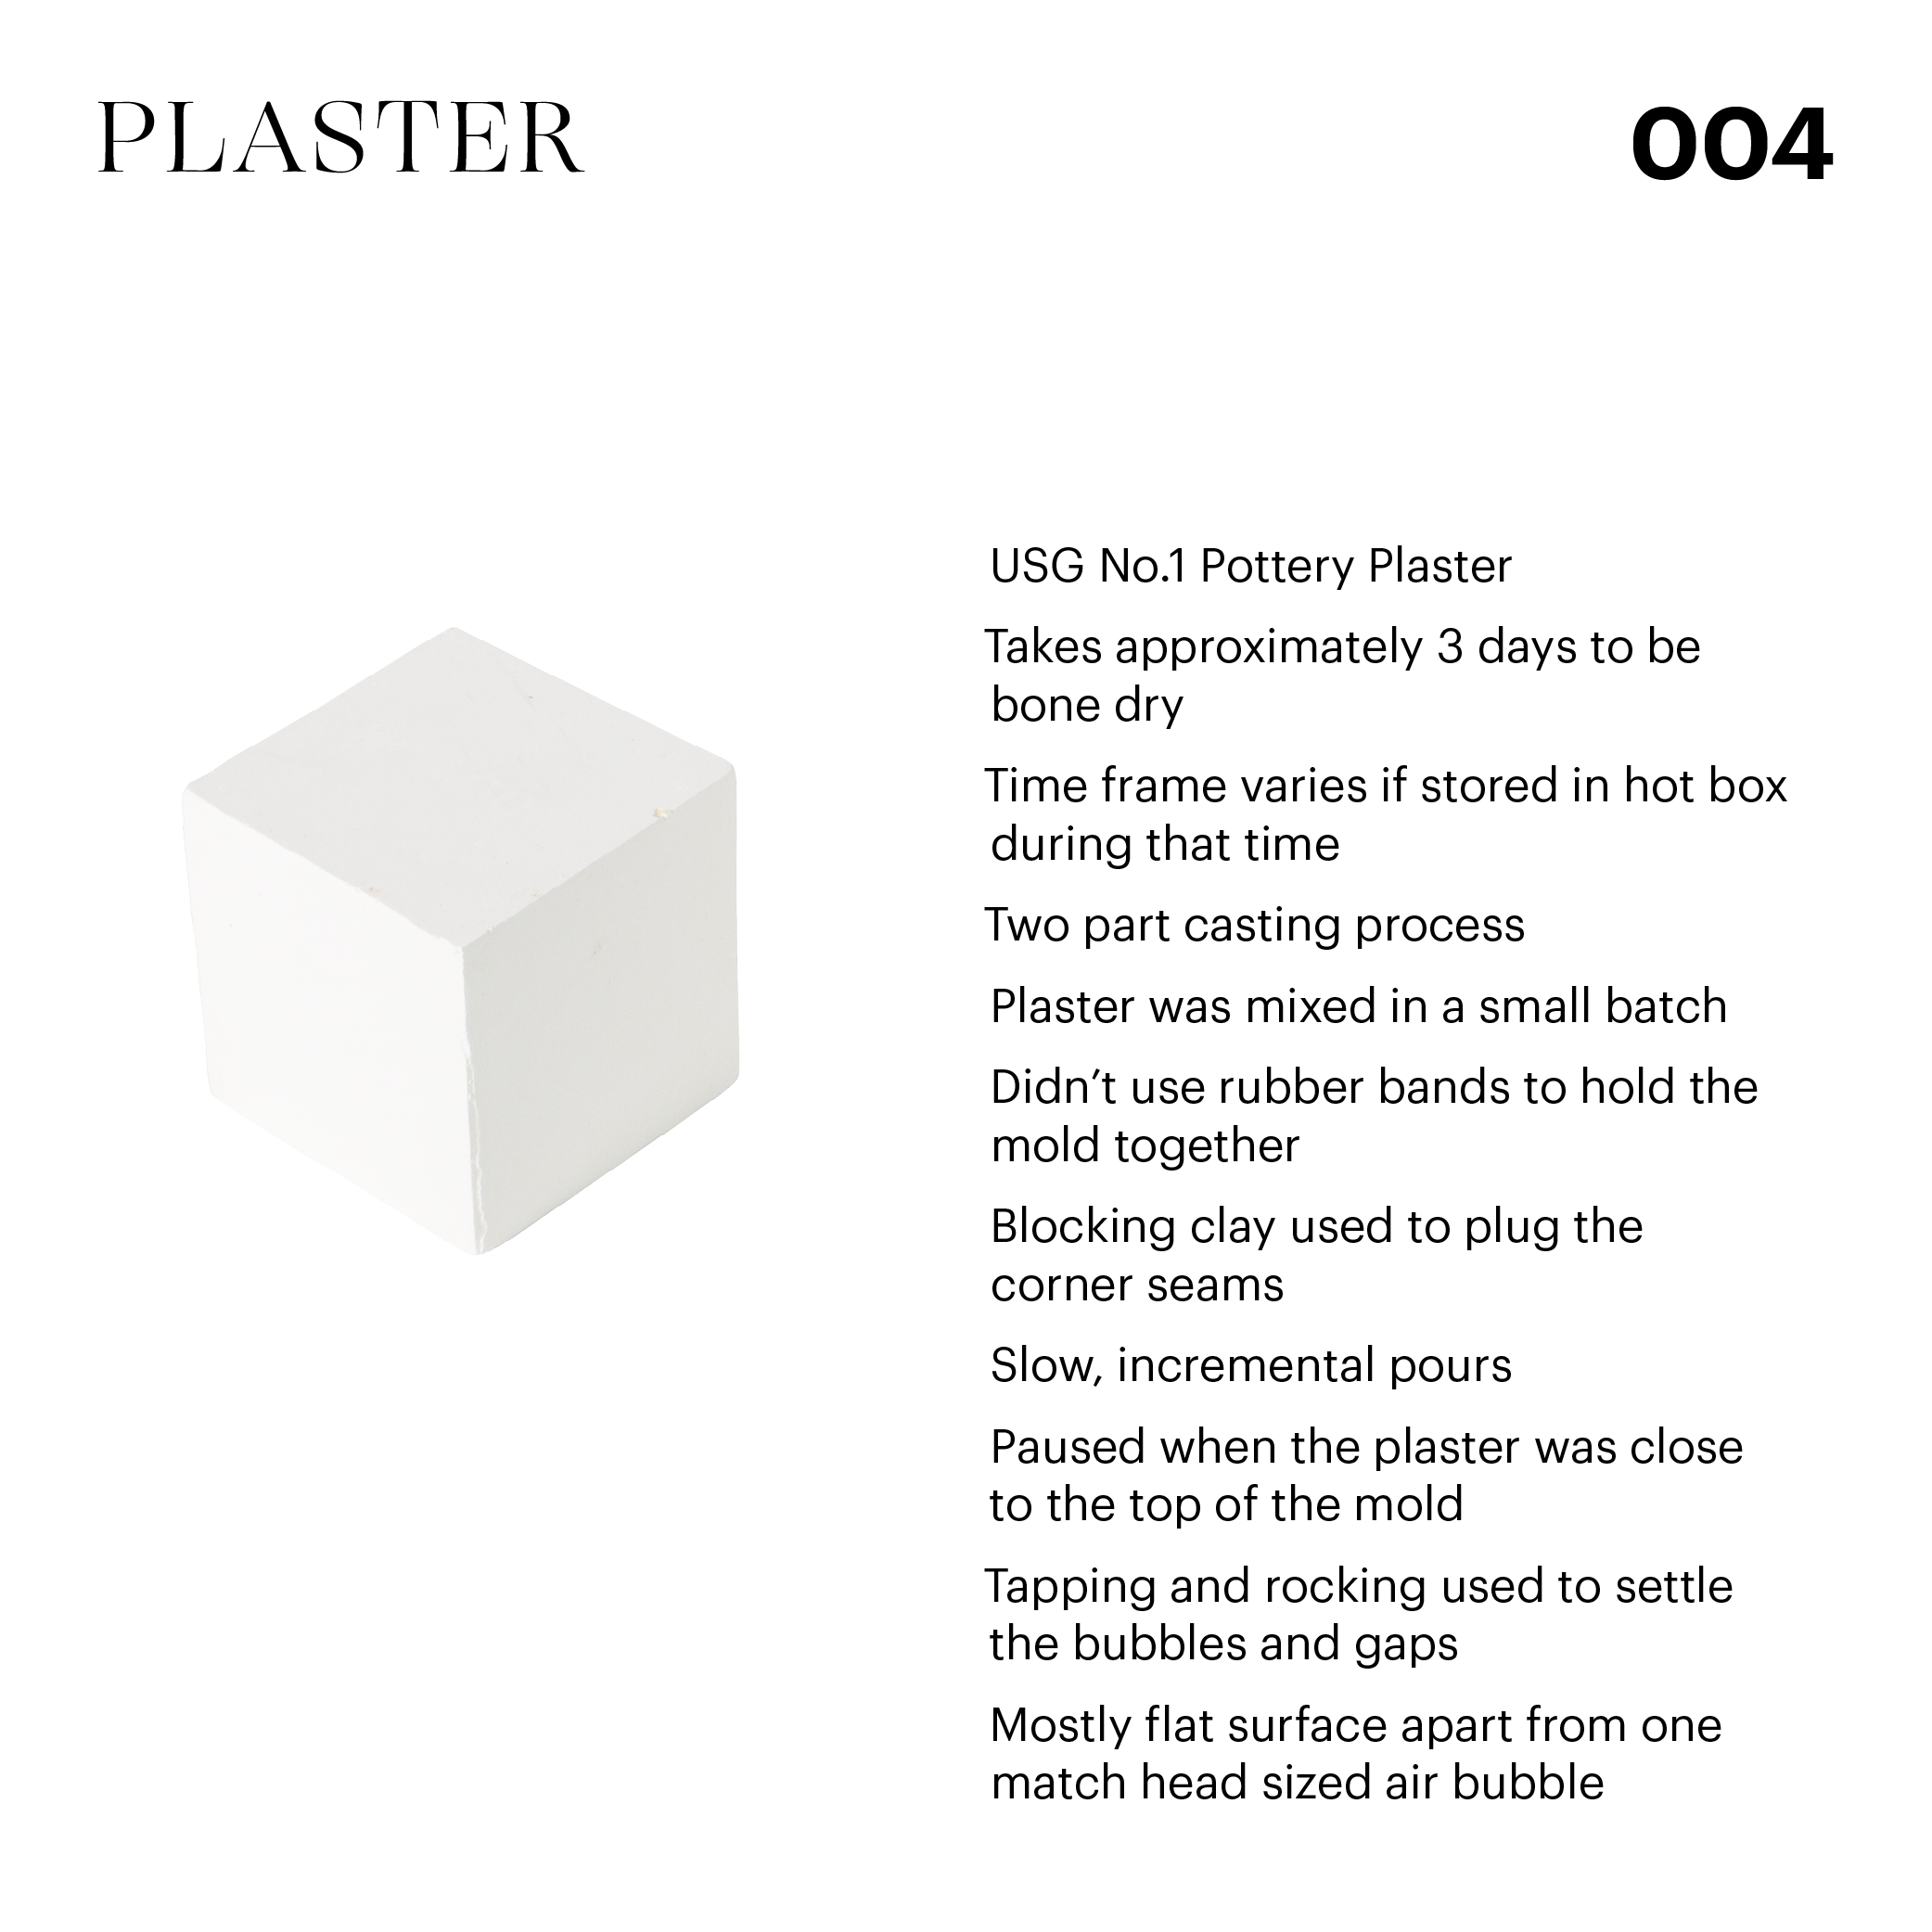 PLASTER
004
USG No.1 Pottery Plaster
Takes approximately 3 days to be
bone dry
Time frame varies if stored in hot box
during that time
Two part casting process
Plaster was mixed in a small batch
Didn’t use rubber bands to hold the
mold together
Blocking clay used to plug the
corner seams
Slow, incremental pours
Paused when the plaster was close
to the top of the mold
Tapping and rocking used to settle
the bubbles and gaps
Mostly flat surface apart from one
match head sized air bubble